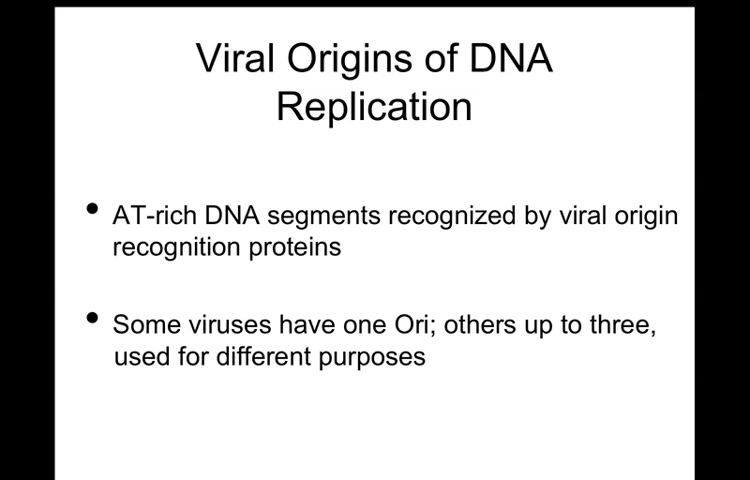 Viral Origins of DNA
Replication
• AT-rich DNA segments recognized by viral origin
recognition proteins
• Some viruses have one Ori; others up to three,
used for different purposes